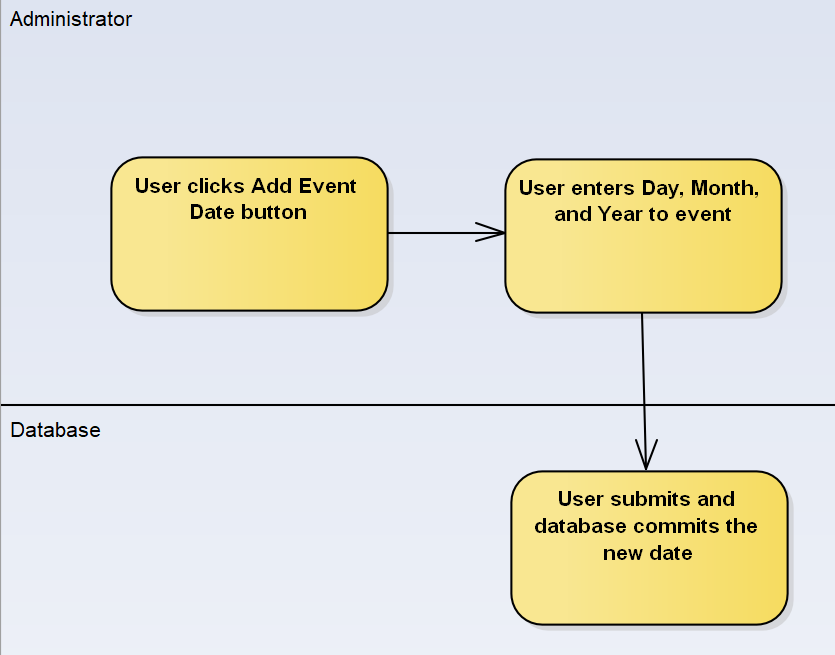 Administrator
User clicks Add Event
Date button
User enters Day, Month,
and Year to event
Database
User submits and
database commits the
new date